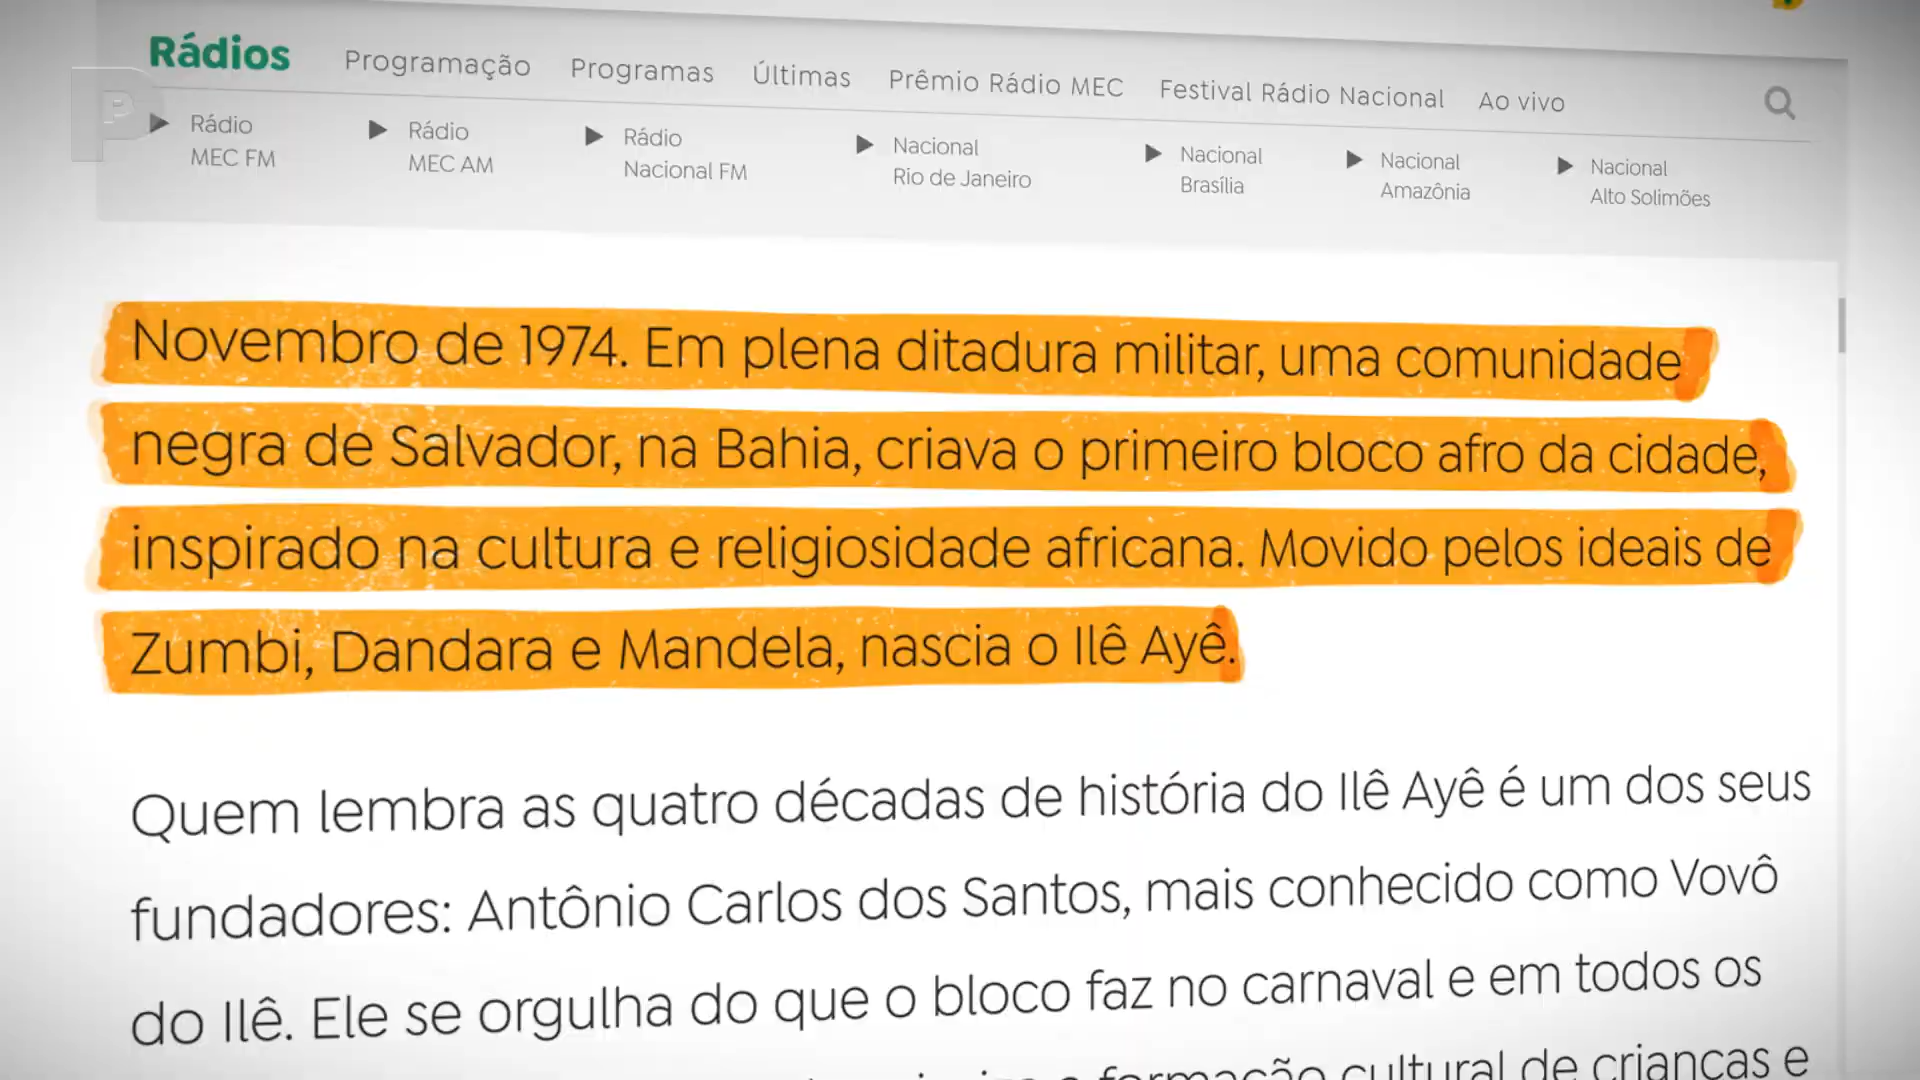 Rádios
Programação
Programas
Últimas
Prêmio Rádio MEC
Festival Rádio Nacional
Ao vivo
P
Rádio
MEC FM
Rádio
MEC AM
Rádio
Nacional FM
Nacional
Rio de Janeiro
Nacional
Brasília
Nacional
Amazônia
Nacional
Alto Solimões
Novembro de 1974. Em plena ditadura militar, uma comunidade
negra de Salvador, na Bahia, criava o primeiro bloco afro da cidade,
inspirado na cultura e religiosidade africana. Movido pelos ideais de
Zumbi, Dandara e Mandela, nascia o Ilê Ayê.
Quem lembra as quatro décadas de história do Ilê Ayê é um dos seus
fundadores: Antônio Carlos dos Santos, mais conhecido como Vovô
do Ilê. Ele se orgulha do que o bloco faz no carnaval e em todos os
formação cultural de crianças e